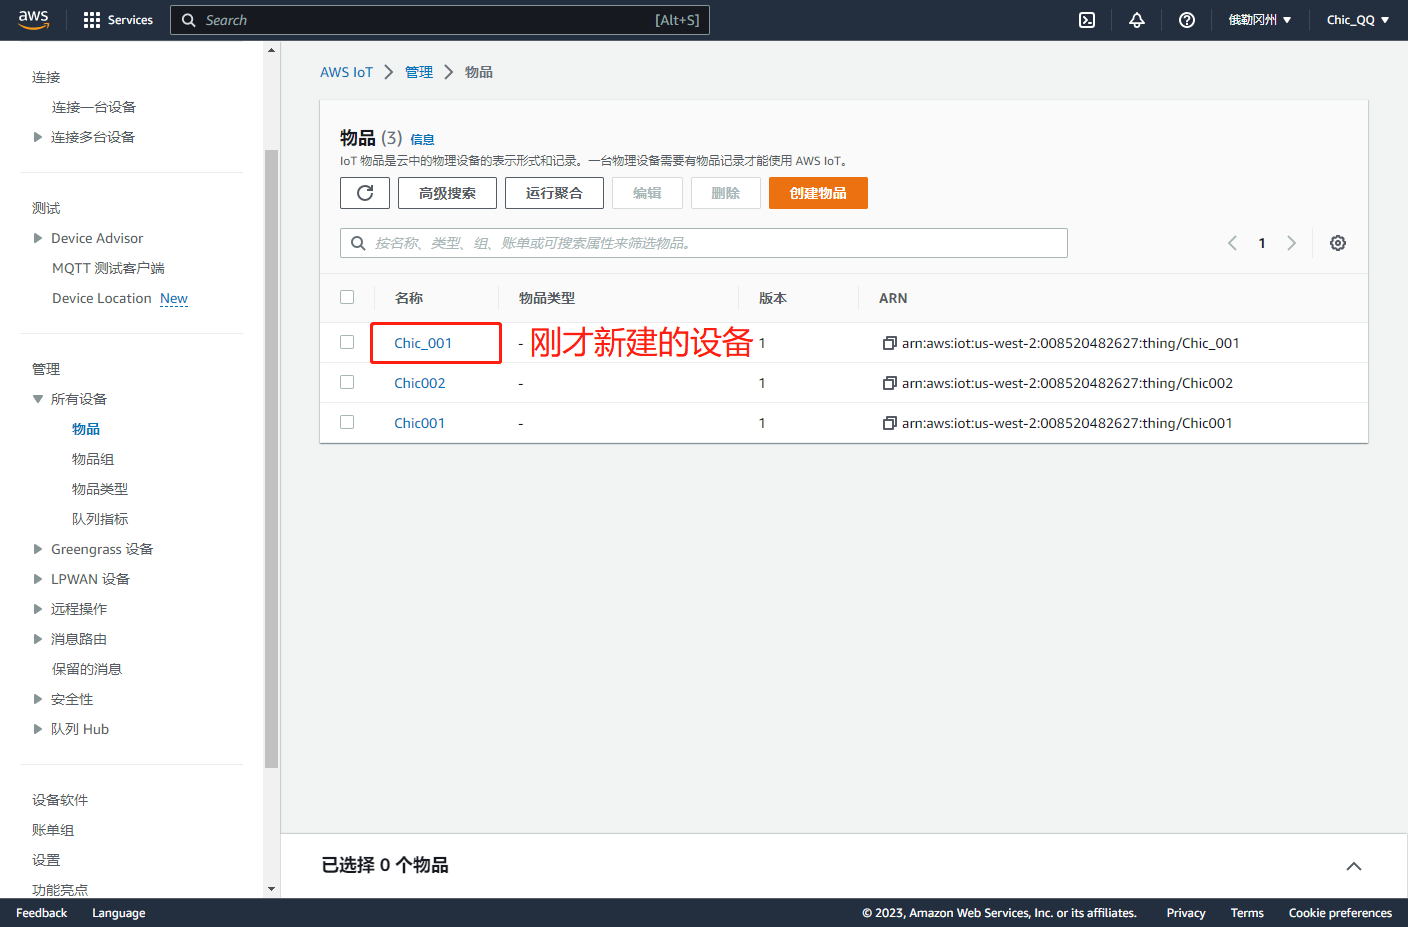 aws Services Search [Alt+S] 俄勒冈州 Chic_QQ
连接
连接一台设备
连接多台设备
测试
Device Advisor
MQTT 测试客户端
Device Location New
管理
所有设备
物品
物品组
物品类型
队列指标
Greengrass 设备
LPWAN 设备
远程操作
消息路由
保留的消息
安全性
队列 Hub
设备软件
账单组
设置
功能亮点
AWS IoT 管理 物品
物品 (3) 信息
IoT 物品是云中的物理设备的表示形式和记录。一台物理设备需要有物品记录才能使用 AWS IoT。
高级搜索 运行聚合 编辑 删除 创建物品
按名称、类型、组、账单或可搜索属性来筛选物品。 1
名称 物品类型 版本 ARN
Chic_001 - 刚才新建的设备 1 arn:aws:iot:us-west-2:008520482627:thing/Chic_001
Chic002 - 1 arn:aws:iot:us-west-2:008520482627:thing/Chic002
Chic001 - 1 arn:aws:iot:us-west-2:008520482627:thing/Chic001
已选择 0 个物品
Feedback Language © 2023, Amazon Web Services, Inc. or its affiliates. Privacy Terms Cookie preferences